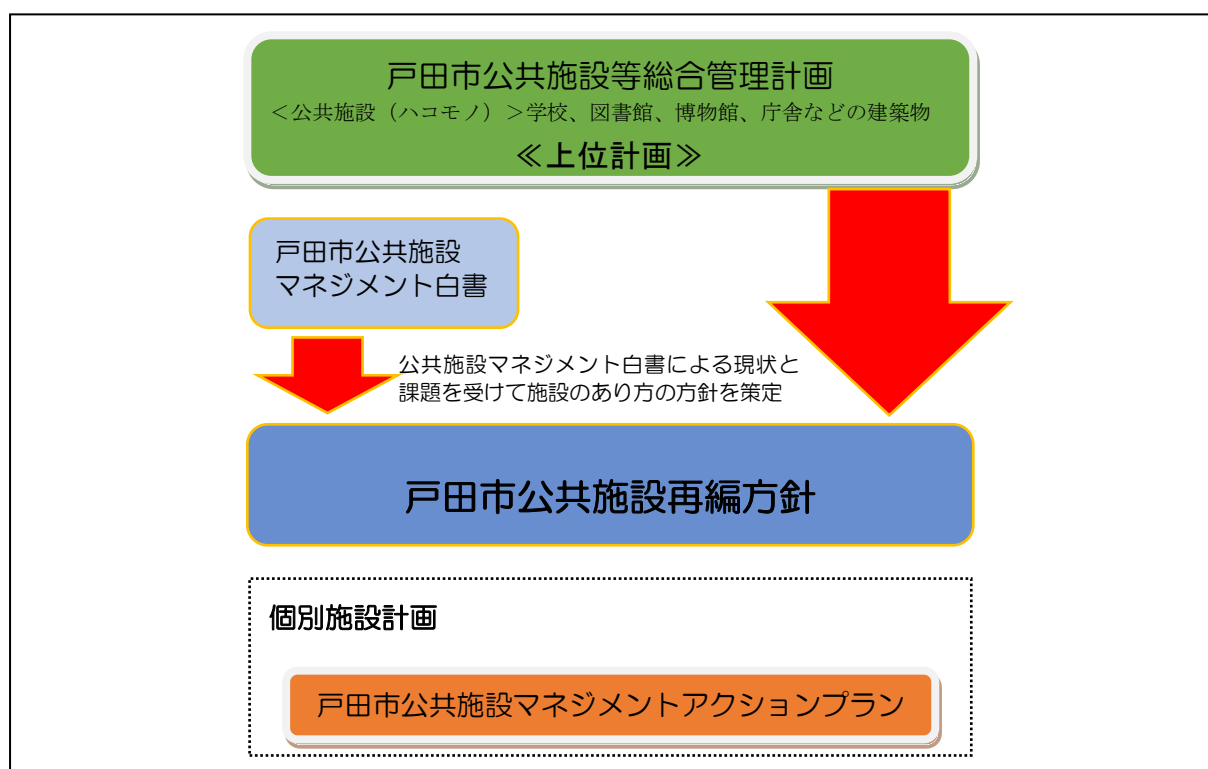 戸田市公共施設等総合管理計画
＜公共施設（ハコモノ）＞学校、図書館、博物館、庁舎などの建築物
≪上位計画≫
戸田市公共施設
マネジメント白書
公共施設マネジメント白書による現状と
課題を受けて施設のあり方の方針を策定
戸田市公共施設再編方針
個別施設計画
戸田市公共施設マネジメントアクションプラン